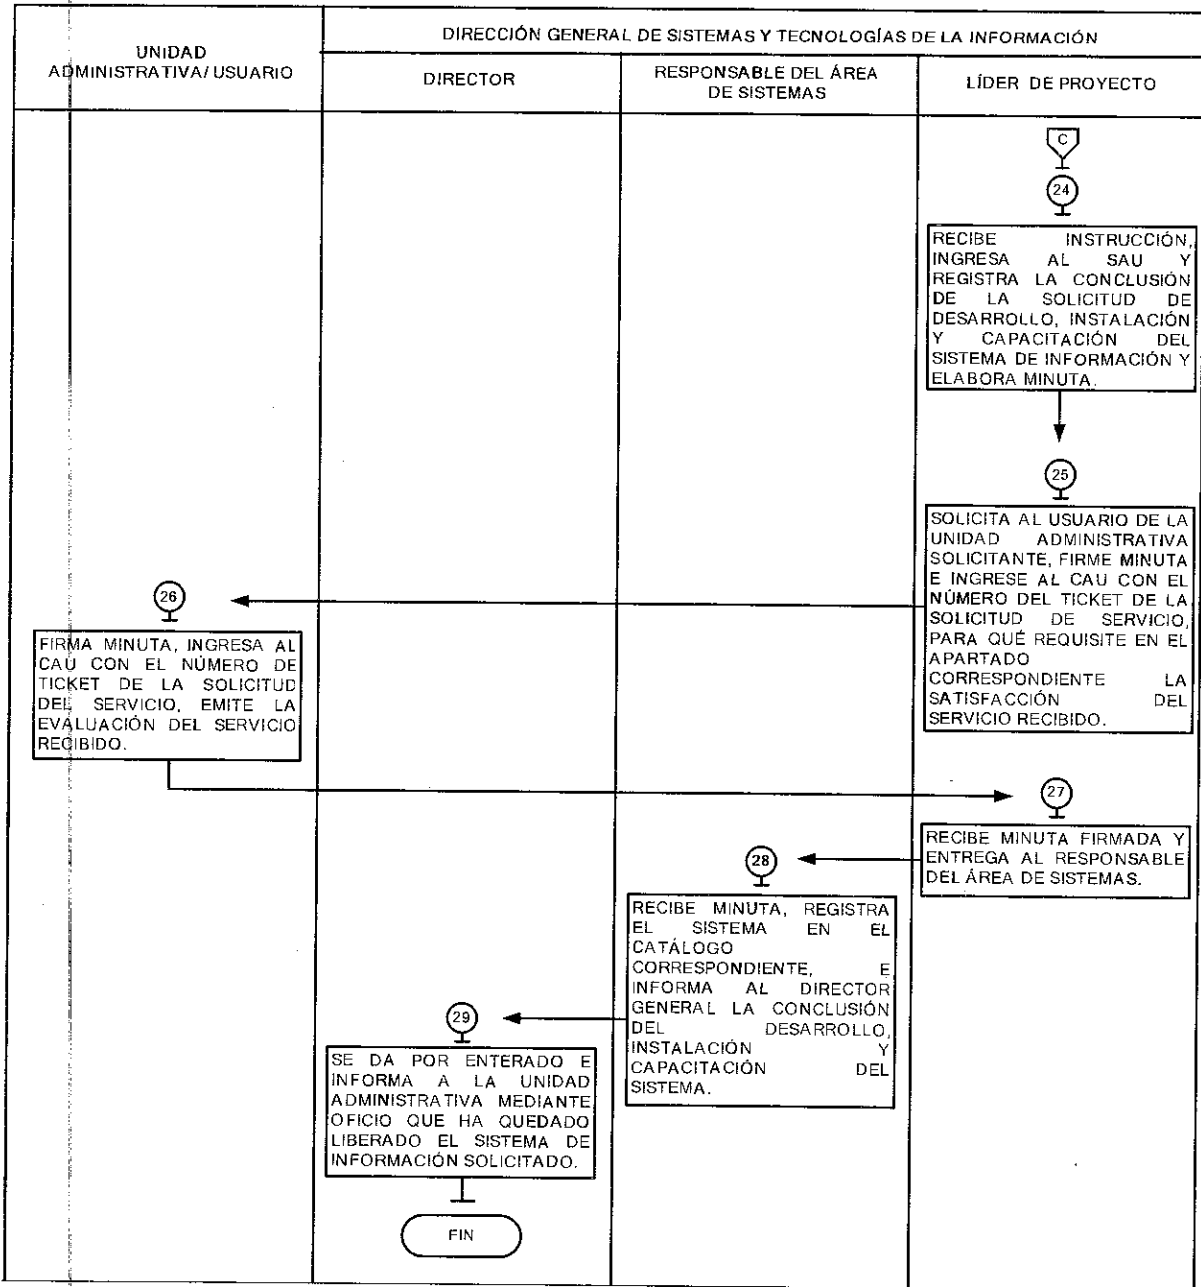 DIRECCIÓN GENERAL DE SISTEMAS Y TECNOLOGÍAS DE LA INFORMACIÓN
UNIDAD
ADMINISTRATIVA/USUARIO
DIRECTOR
RESPONSABLE DEL ÁREA
DE SISTEMAS
LÍDER DE PROYECTO
C
24
RECIBE INSTRUCCIÓN,
INGRESA AL SAU Y
REGISTRA LA CONCLUSIÓN
DE LA SOLICITUD DE
DESARROLLO, INSTALACIÓN
Y CAPACITACIÓN DEL
SISTEMA DE INFORMACIÓN Y
ELABORA MINUTA.
25
SOLICITA AL USUARIO DE LA
UNIDAD ADMINISTRATIVA
SOLICITANTE, FIRME MINUTA
E INGRESE AL CAU CON EL
NÚMERO DEL TICKET DE LA
SOLICITUD DE SERVICIO,
PARA QUÉ REQUISITE EN EL
APARTADO
CORRESPONDIENTE LA
SATISFACCIÓN DEL
SERVICIO RECIBIDO.
26
FIRMA MINUTA, INGRESA AL
CAU CON EL NÚMERO DE
TICKET DE LA SOLICITUD
DEL SERVICIO, EMITE LA
EVALUACIÓN DEL SERVICIO
RECIBIDO.
27
RECIBE MINUTA FIRMADA Y
ENTREGA AL RESPONSABLE
DEL ÁREA DE SISTEMAS.
28
RECIBE MINUTA, REGISTRA
EL SISTEMA EN EL
CATÁLOGO
CORRESPONDIENTE, E
INFORMA AL DIRECTOR
GENERAL LA CONCLUSIÓN
DEL DESARROLLO,
INSTALACIÓN Y
CAPACITACIÓN DEL
SISTEMA.
29
SE DA POR ENTERADO E
INFORMA A LA UNIDAD
ADMINISTRATIVA MEDIANTE
OFICIO QUE HA QUEDADO
LIBERADO EL SISTEMA DE
INFORMACIÓN SOLICITADO.
FIN